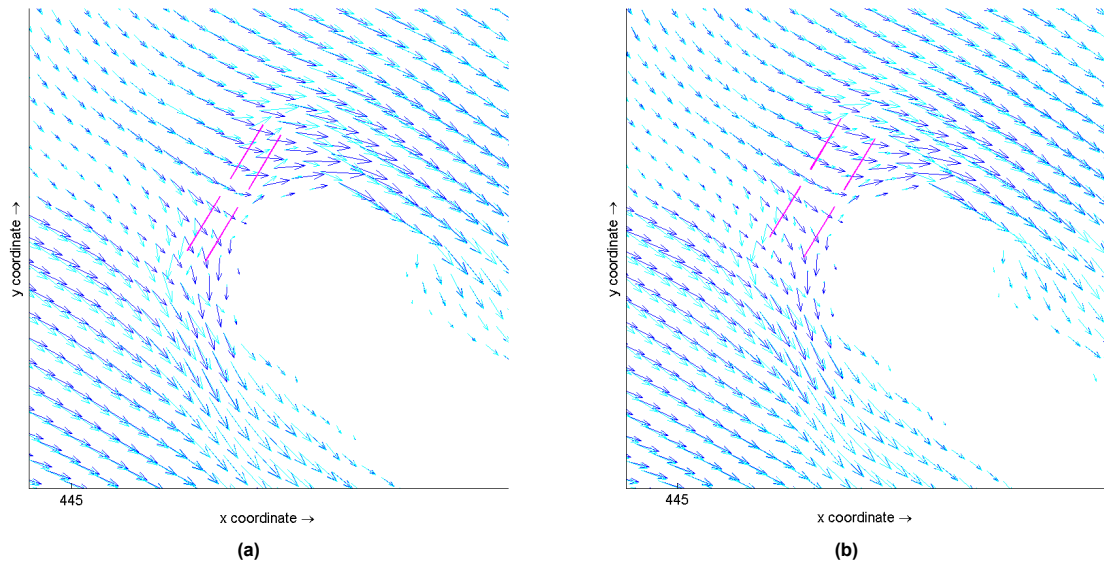 y coordinate →
445
x coordinate →
(a)
y coordinate →
445
x coordinate →
(b)